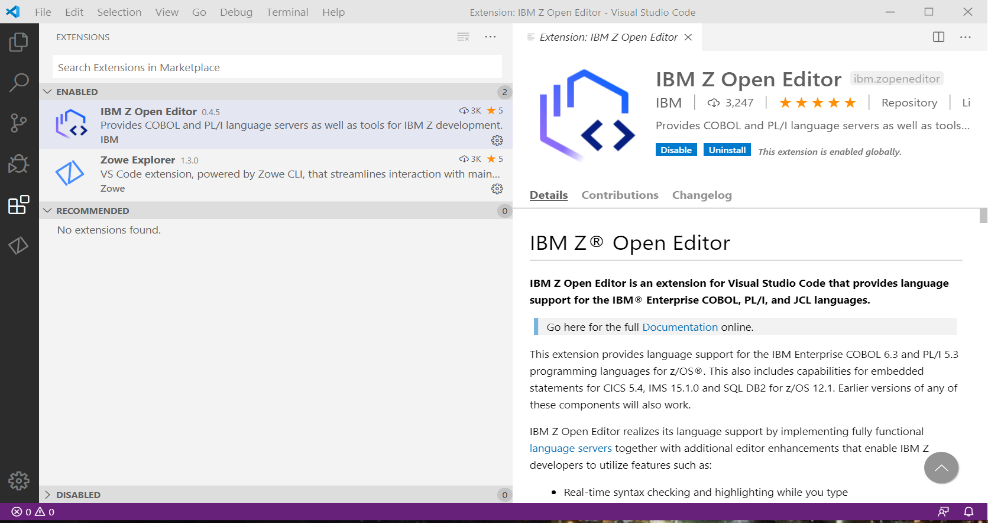 File Edit Selection View Go Debug Terminal Help
Extension: IBM Z Open Editor - Visual Studio Code
EXTENSIONS
Search Extensions in Marketplace
ENABLED 2
IBM Z Open Editor 0.4.5 3K 5
Provides COBOL and PL/I language servers as well as tools for IBM Z development.
IBM
Zowe Explorer 1.3.0 3K 5
VS Code extension, powered by Zowe CLI, that streamlines interaction with main...
Zowe
RECOMMENDED 0
No extensions found.
DISABLED 0
Extension: IBM Z Open Editor
IBM Z Open Editor ibm.zopeneditor
IBM 3,247 Repository Li
Provides COBOL and PL/I language servers as well as tools...
Disable Uninstall This extension is enabled globally.
Details Contributions Changelog
IBM Z® Open Editor
IBM Z Open Editor is an extension for Visual Studio Code that provides language
support for the IBM® Enterprise COBOL, PL/I, and JCL languages.
Go here for the full Documentation online.
This extension provides language support for the IBM Enterprise COBOL 6.3 and PL/I 5.3
programming languages for z/OS®. This also includes capabilities for embedded
statements for CICS 5.4, IMS 15.1.0 and SQL DB2 for z/OS 12.1. Earlier versions of any of
these components will also work.
IBM Z Open Editor realizes its language support by implementing fully functional
language servers together with additional editor enhancements that enable IBM Z
developers to utilize features such as:
• Real-time syntax checking and highlighting while you type
0 0